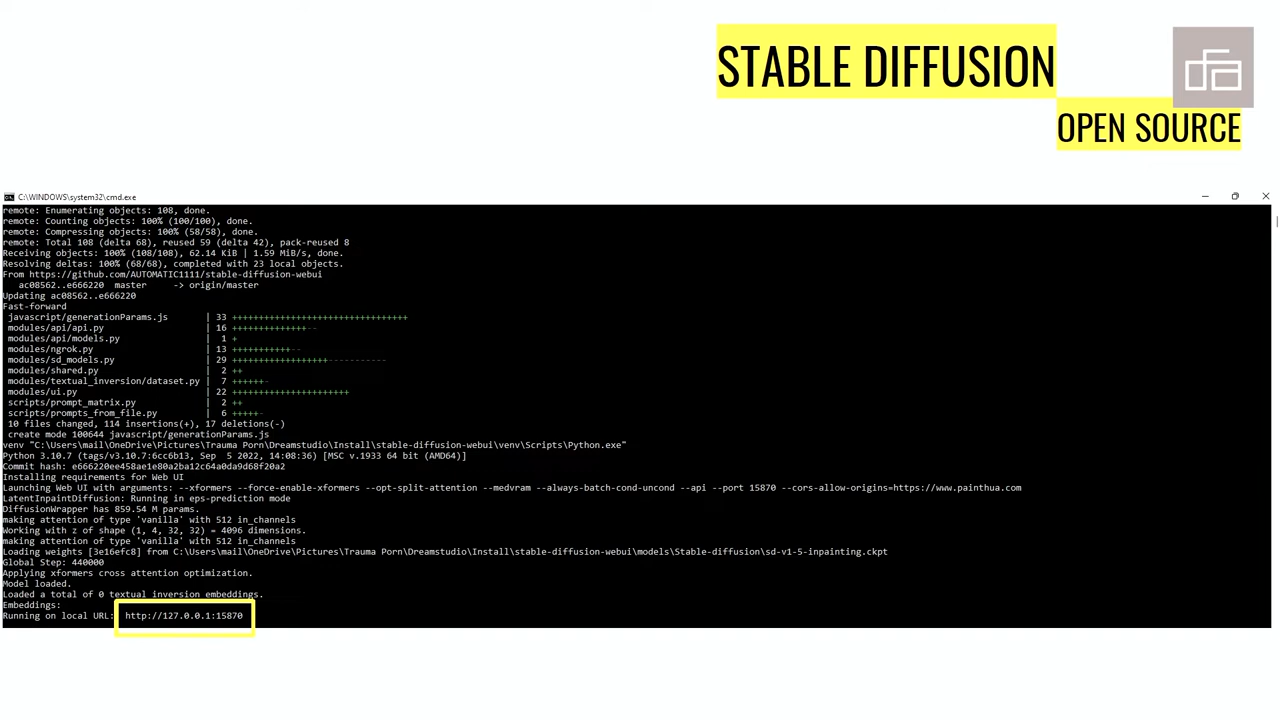 STABLE DIFFUSION
dfa
OPEN SOURCE
C:\WINDOWS\system32\cmd.exe
remote: Enumerating objects: 108, done.
remote: Counting objects: 100% (100/100), done.
remote: Compressing objects: 100% (58/58), done.
remote: Total 108 (delta 68), reused 59 (delta 42), pack-reused 8
Receiving objects: 100% (108/108), 62.14 KiB | 1.59 MiB/s, done.
Resolving deltas: 100% (68/68), completed with 23 local objects.
From https://github.com/AUTOMATIC1111/stable-diffusion-webui
ac08562..e666220 master -> origin/master
Updating ac08562..e666220
Fast-forward
javascript/generationParams.js | 33 +++++++++++++++++++++++++++++++++
modules/api/api.py | 16 ++++++++++++++--
modules/api/models.py | 1 +
modules/ngrok.py | 13 +++++++++++--
modules/sd_models.py | 29 ++++++++++++++++++-----------
modules/shared.py | 2 ++
modules/textual_inversion/dataset.py | 7 ++++++-
modules/ui.py | 22 ++++++++++++++++++++++
scripts/prompt_matrix.py | 2 ++
scripts/prompts_from_file.py | 6 +++++-
10 files changed, 114 insertions(+), 17 deletions(-)
create mode 100644 javascript/generationParams.js
venv "C:\Users\mail\OneDrive\Pictures\Trauma Porn\Dreamstudio\Install\stable-diffusion-webui\venv\Scripts\Python.exe"
Python 3.10.7 (tags/v3.10.7:6cc6b13, Sep 5 2022, 14:08:36) [MSC v.1933 64 bit (AMD64)]
Commit hash: e666220ee458ae1e80a2ba12c64a0da9d68f20a2
Installing requirements for Web UI
Launching Web UI with arguments: --xformers --force-enable-xformers --opt-split-attention --medvram --always-batch-cond-uncond --api --port 15870 --cors-allow-origins=https://www.painthua.com
LatentInpaintDiffusion: Running in eps-prediction mode
DiffusionWrapper has 859.54 M params.
making attention of type 'vanilla' with 512 in_channels
Working with z of shape (1, 4, 32, 32) = 4096 dimensions.
making attention of type 'vanilla' with 512 in_channels
Loading weights [3e16efc8] from C:\Users\mail\OneDrive\Pictures\Trauma Porn\Dreamstudio\Install\stable-diffusion-webui\models\Stable-diffusion\sd-v1-5-inpainting.ckpt
Global Step: 440000
Applying xformers cross attention optimization.
Model loaded.
Loaded a total of 0 textual inversion embeddings.
Embeddings:
Running on local URL: http://127.0.0.1:15870